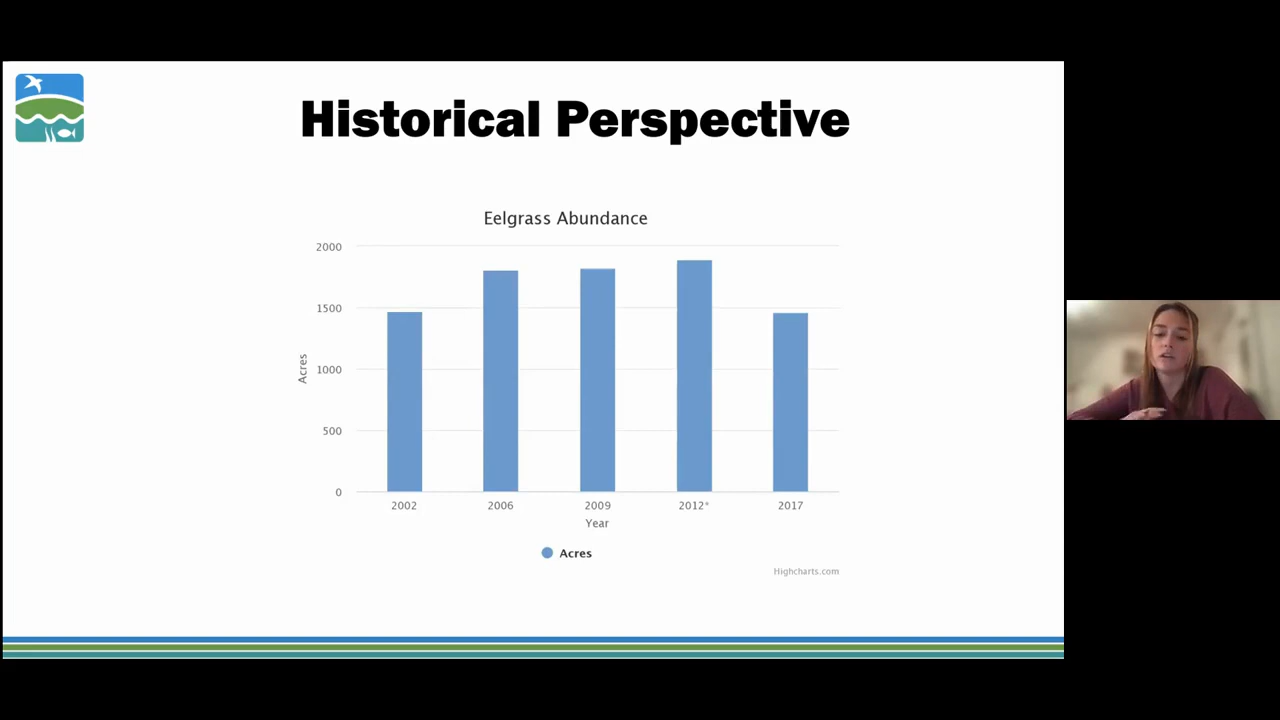 Historical Perspective
Eelgrass Abundance
2000
1500
1000
500
0
Acres
2002 2006 2009 2012* 2017
Year
Acres
Highcharts.com